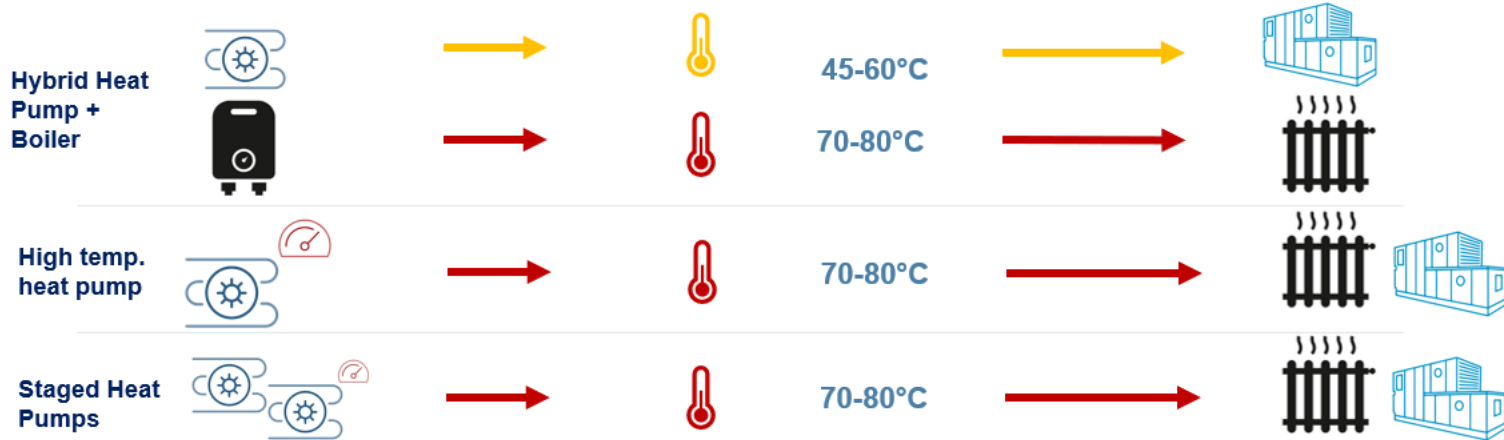 Hybrid Heat
Pump +
Boiler
45-60°C
70-80°C
High temp.
heat pump
70-80°C
Staged Heat
Pumps
70-80°C